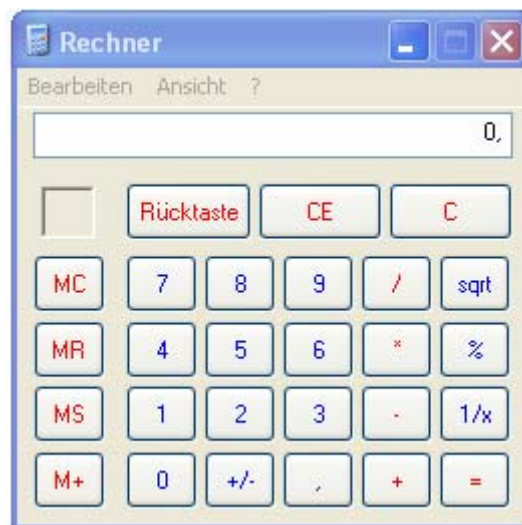 Rechner
Bearbeiten Ansicht ?
0,
Rücktaste CE C
MC 7 8 9 / sqrt
MR 4 5 6 * %
MS 1 2 3 - 1/x
M+ 0 +/- , + =